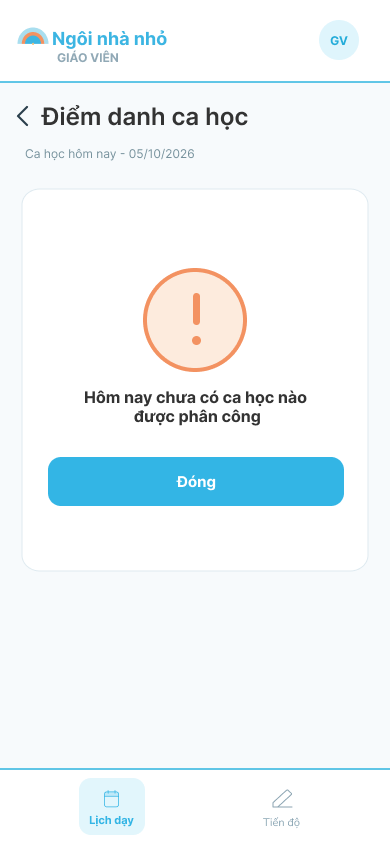 Ngôi nhà nhỏ
GIÁO VIÊN
GV
Điểm danh ca học
Ca học hôm nay - 05/10/2026
Hôm nay chưa có ca học nào
được phân công
Đóng
Lịch dạy
Tiến độ